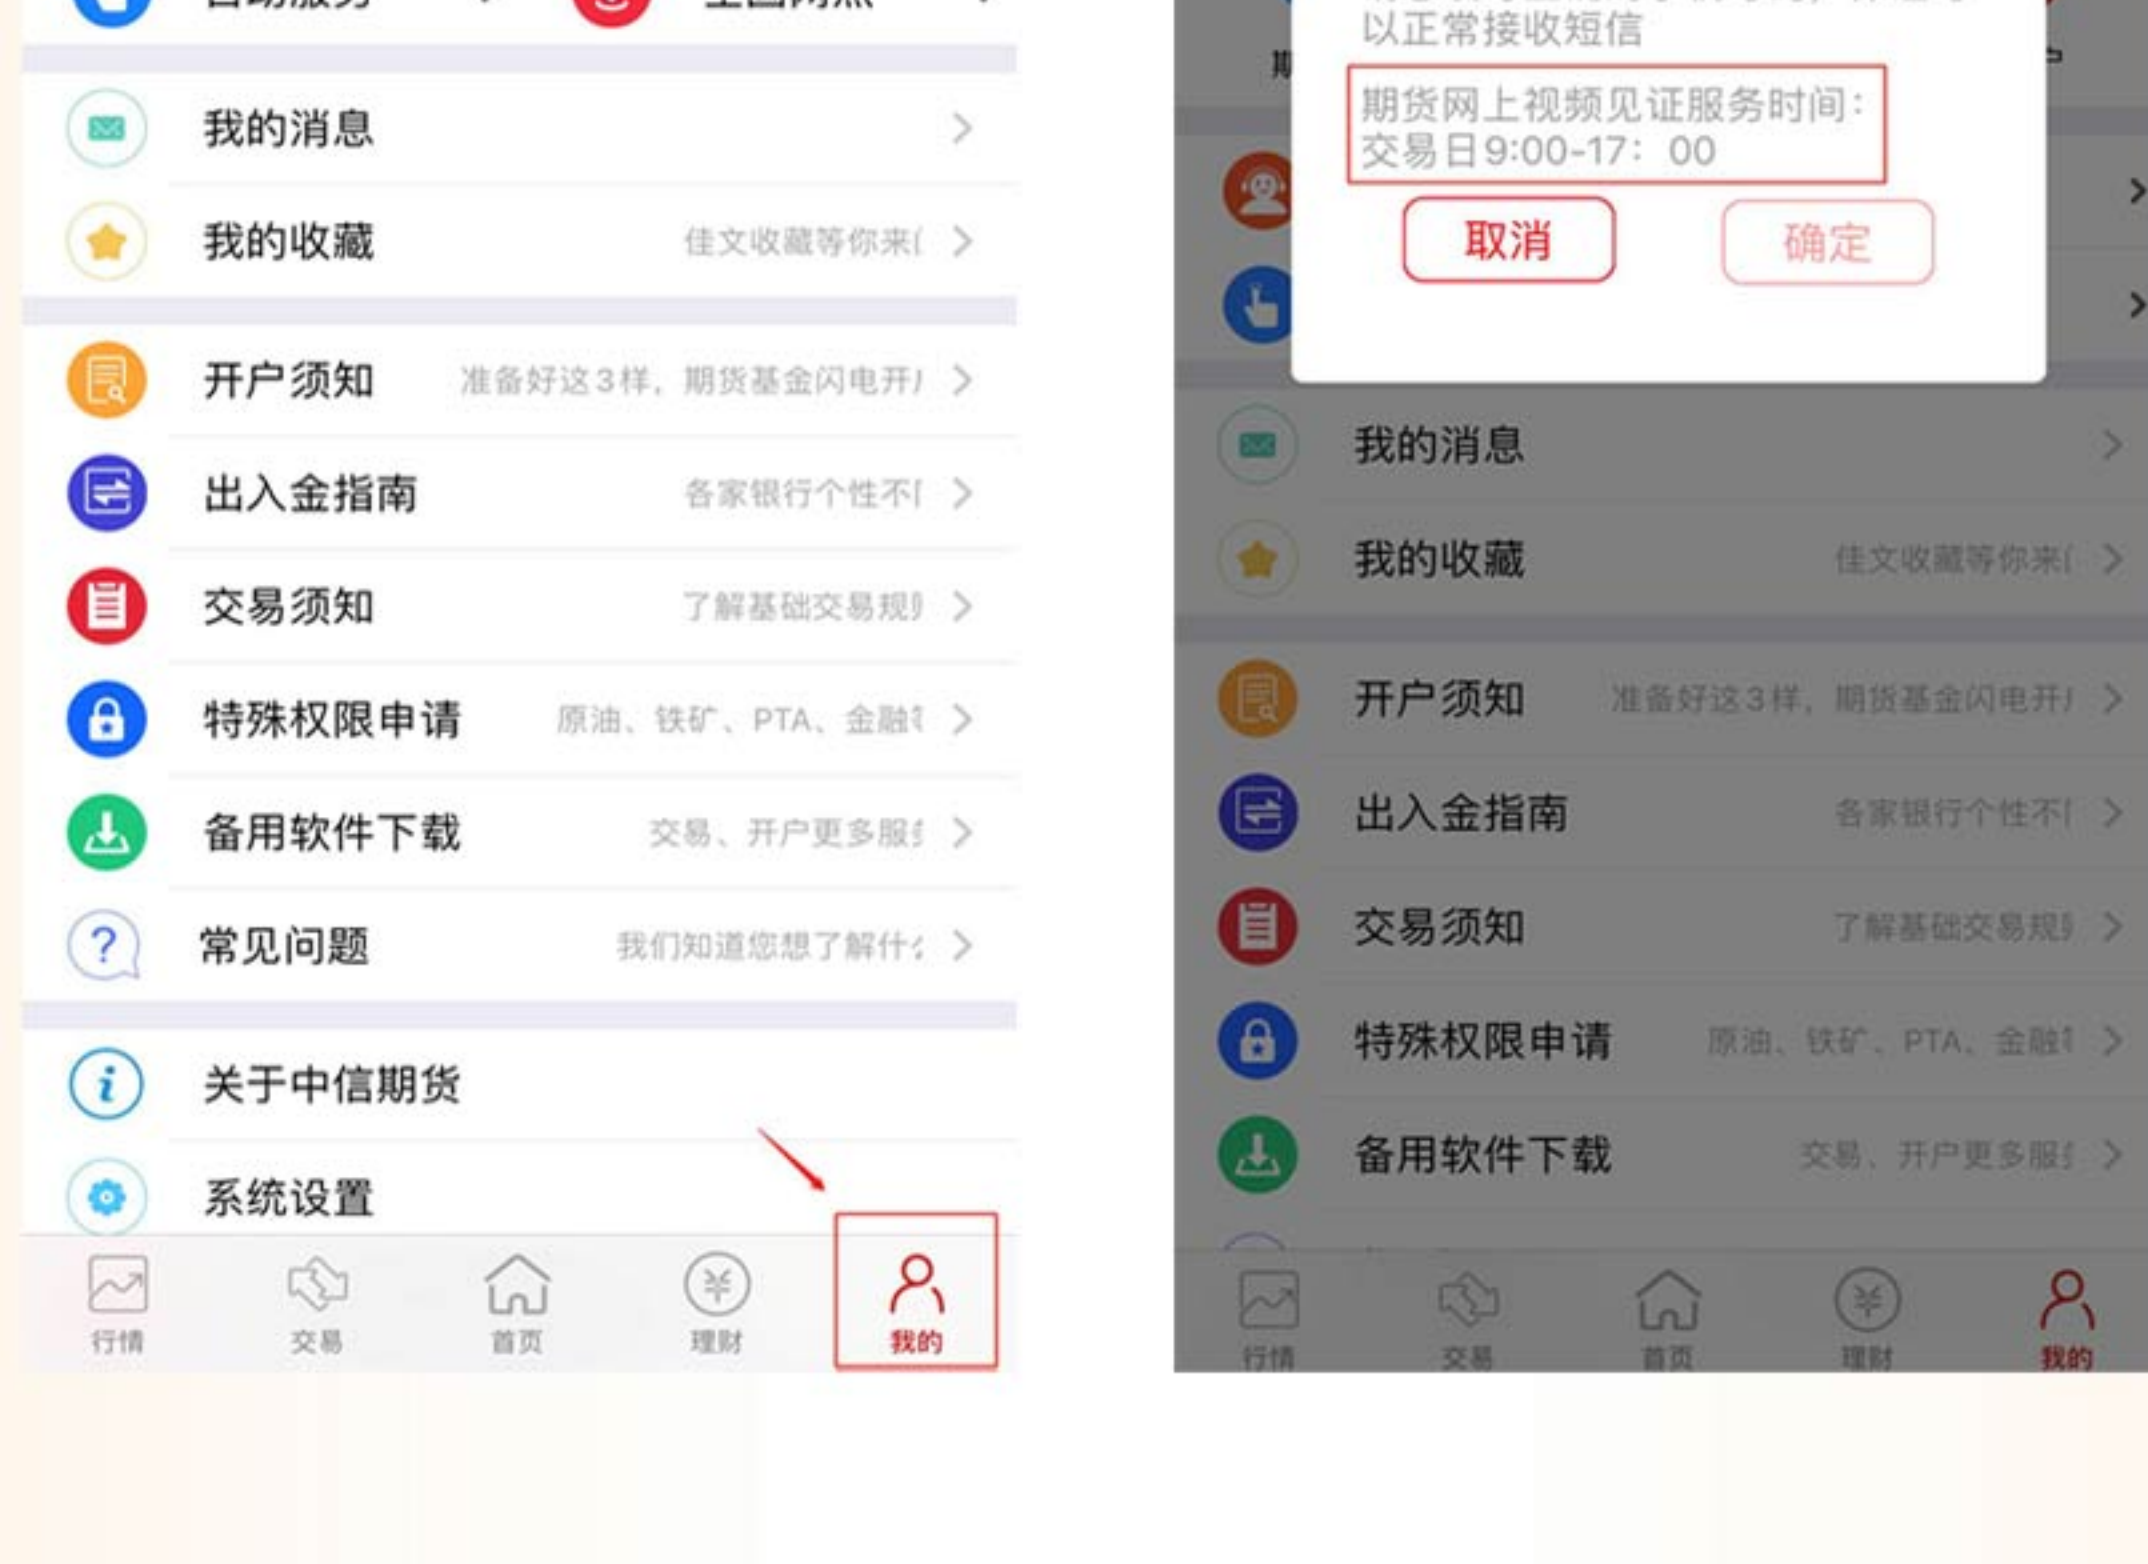 我的消息
我的收藏 佳文收藏等你来
开户须知 准备好这3样，期货基金闪电开
出入金指南 各家银行个性不
交易须知 了解基础交易规
特殊权限申请 原油、铁矿、PTA、金融
备用软件下载 交易、开户更多服
常见问题 我们知道您想了解什
关于中信期货
系统设置
行情 交易 首页 理财 我的
以正常接收短信
期货网上视频见证服务时间：
交易日9:00-17：00
取消 确定
期
户
我的消息
我的收藏 佳文收藏等你来
开户须知 准备好这3样，期货基金闪电开
出入金指南 各家银行个性不
交易须知 了解基础交易规
特殊权限申请 原油、铁矿、PTA、金融
备用软件下载 交易、开户更多服
行情 交易 首页 理财 我的